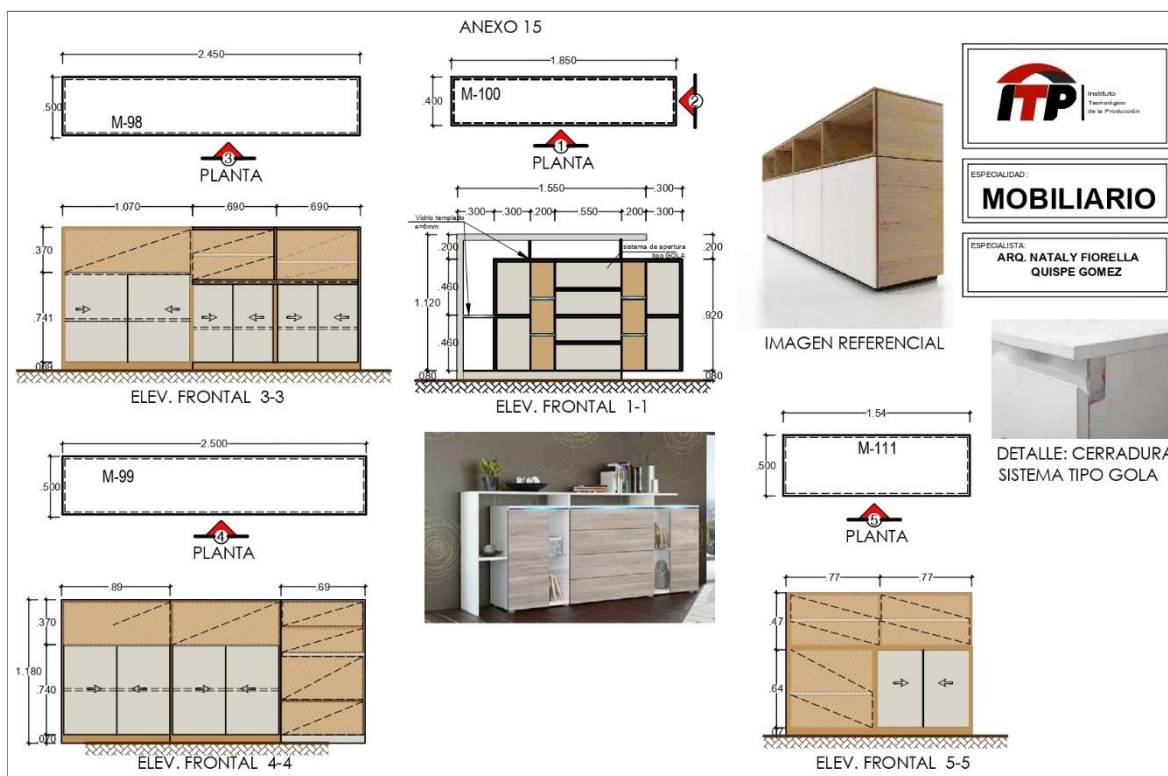 ANEXO 15
2.450
.500
M-98
3
PLANTA
1.850
.400
M-100
2
1
PLANTA
ITP
Instituto
Tecnológico
de la Producción
ESPECIALIDAD:
MOBILIARIO
ESPECIALISTA:
ARQ. NATALY FIORELLA
QUISPE GOMEZ
1.070
.690
.690
.370
.741
.069
ELEV. FRONTAL 3-3
1.550
.300
.300
.300
.200
.550
.200
.300
Vidrio templado
e=6mm
sistema de apertura
tipo GOLA
.200
.460
1.120
.460
.080
.200
.920
.080
ELEV. FRONTAL 1-1
IMAGEN REFERENCIAL
DETALLE: CERRADURA
SISTEMA TIPO GOLA
2.500
.500
M-99
4
PLANTA
1.54
.500
M-111
5
PLANTA
.89
.69
.370
1.180
.740
.070
ELEV. FRONTAL 4-4
.77
.77
.47
.64
.07
ELEV. FRONTAL 5-5